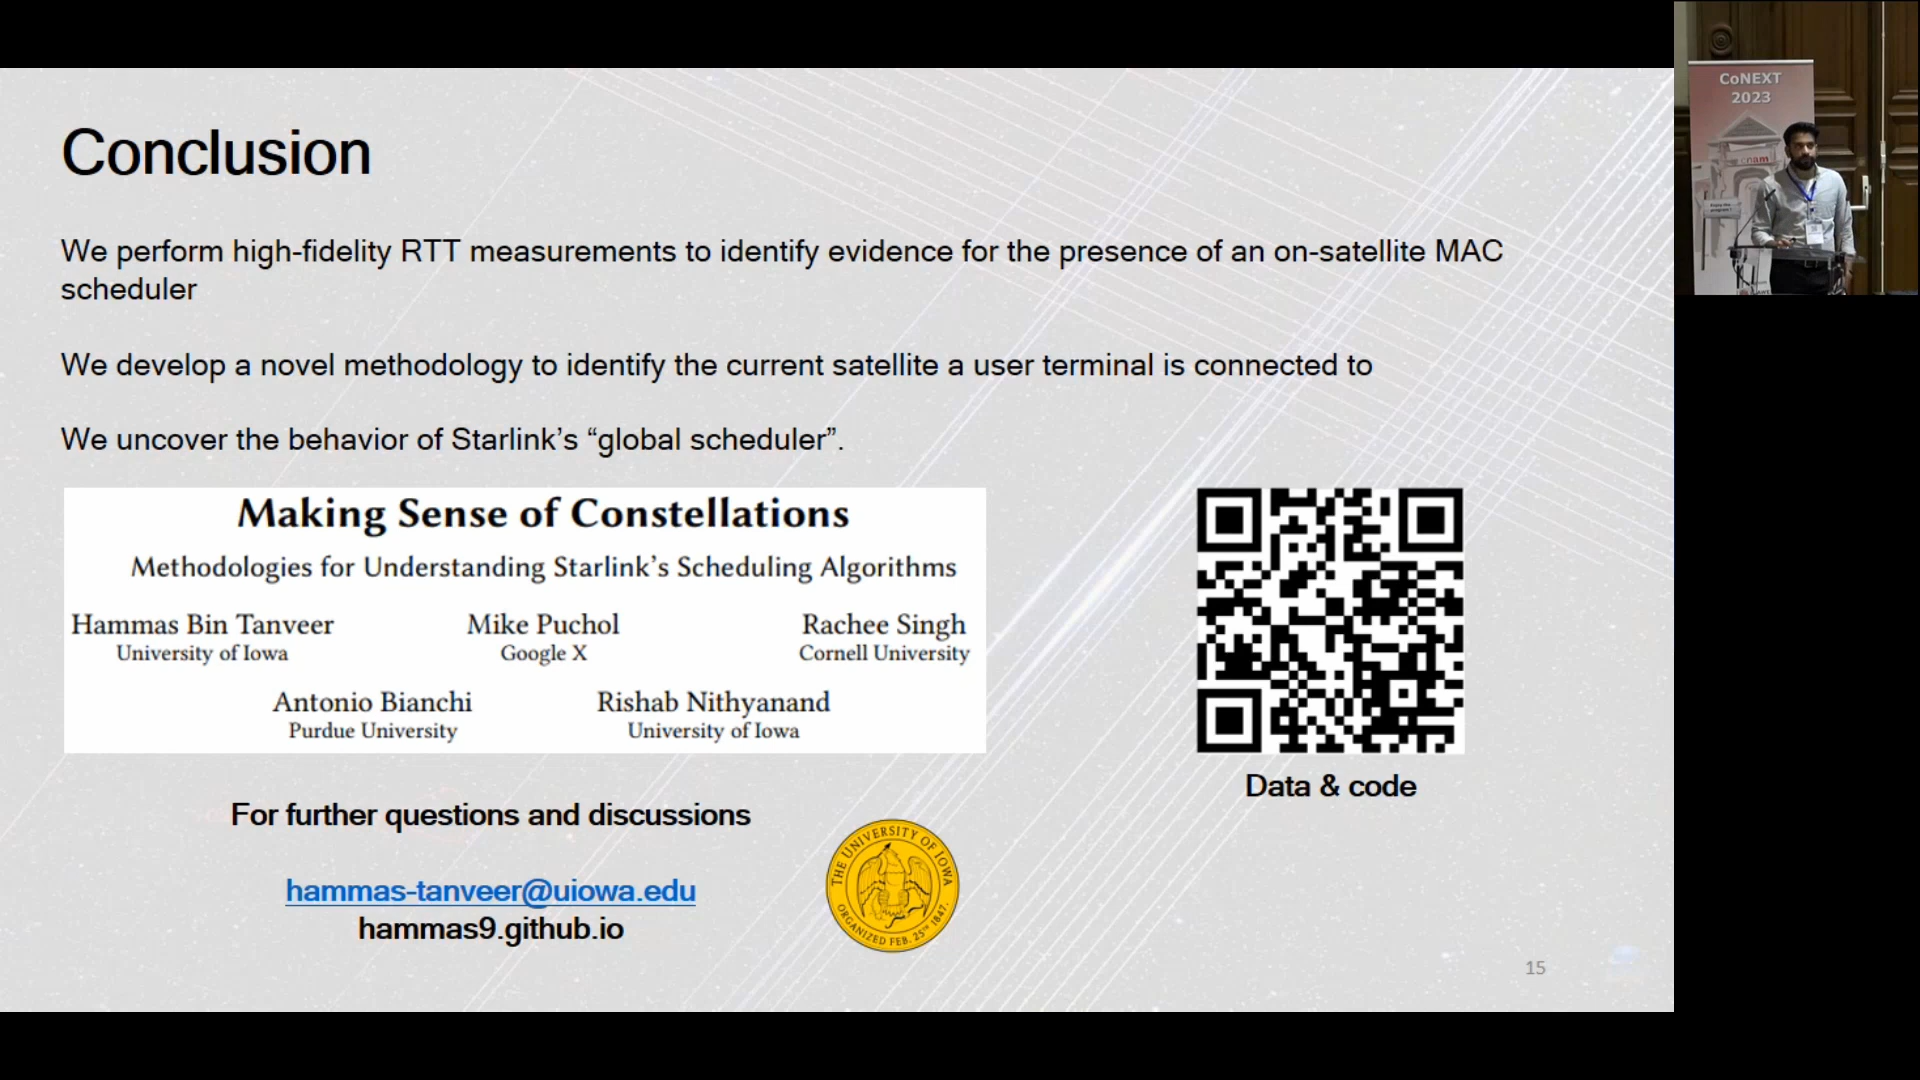 Conclusion
We perform high-fidelity RTT measurements to identify evidence for the presence of an on-satellite MAC
scheduler
We develop a novel methodology to identify the current satellite a user terminal is connected to
We uncover the behavior of Starlink’s “global scheduler”.
Making Sense of Constellations
Methodologies for Understanding Starlink’s Scheduling Algorithms
Hammas Bin Tanveer Mike Puchol Rachee Singh
University of Iowa Google X Cornell University
Antonio Bianchi Rishab Nithyanand
Purdue University University of Iowa
Data & code
For further questions and discussions
hammas-tanveer@uiowa.edu
hammas9.github.io
THE UNIVERSITY OF IOWA
ORGANIZED FEB. 25TH 1847.
15
CoNEXT
2023
cnam